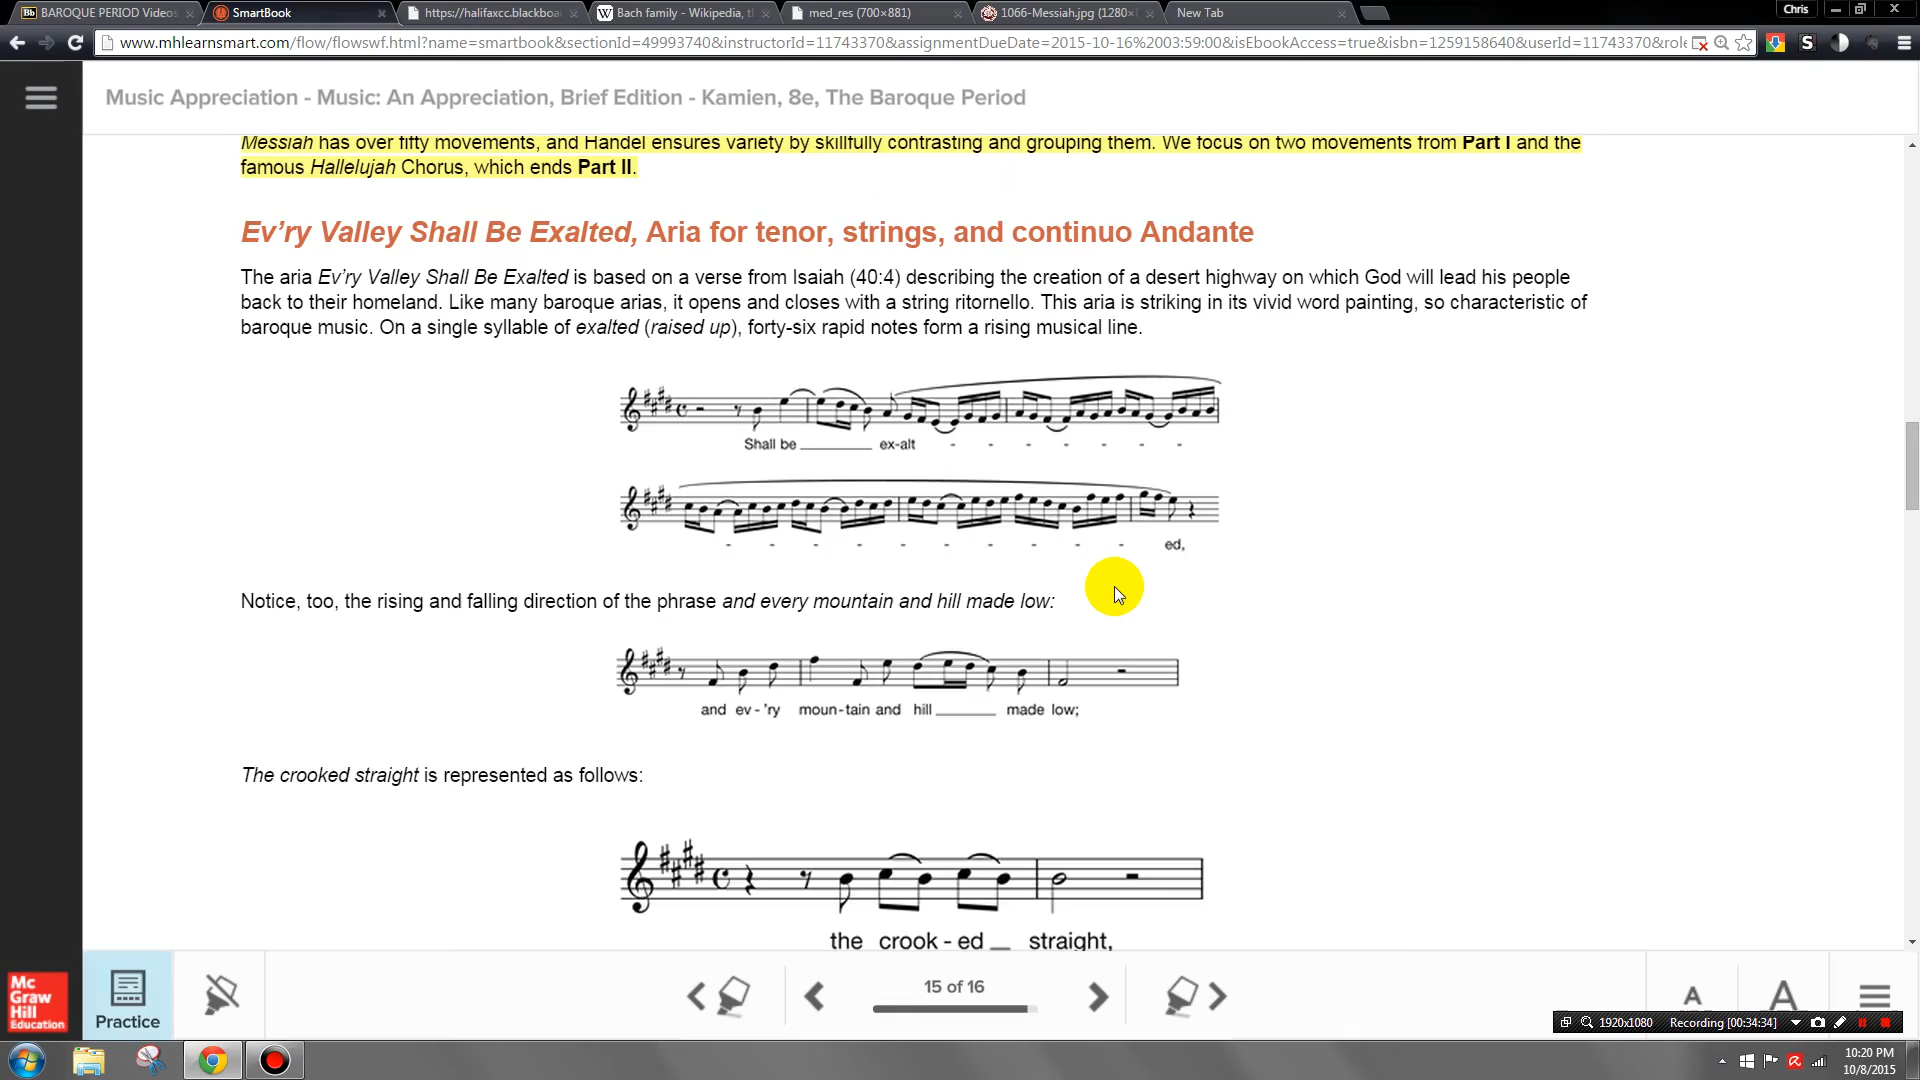 BAROQUE PERIOD Videos
SmartBook
https://halifaxcc.blackboa
Bach family - Wikipedia, t
med_res (700×881)
1066-Messiah.jpg (1280×
New Tab
Chris
www.mhlearnsmart.com/flow/flowswf.html?name=smartbook&sectionId=49993740&instructorId=11743370&assignmentDueDate=2015-10-16%2003:59:00&isEbookAccess=true&isbn=1259158640&userId=11743370&role
Music Appreciation - Music: An Appreciation, Brief Edition - Kamien, 8e, The Baroque Period
Messiah has over fifty movements, and Handel ensures variety by skillfully contrasting and grouping them. We focus on two movements from Part I and the
famous Hallelujah Chorus, which ends Part II.
Ev'ry Valley Shall Be Exalted, Aria for tenor, strings, and continuo Andante
The aria Ev'ry Valley Shall Be Exalted is based on a verse from Isaiah (40:4) describing the creation of a desert highway on which God will lead his people
back to their homeland. Like many baroque arias, it opens and closes with a string ritornello. This aria is striking in its vivid word painting, so characteristic of
baroque music. On a single syllable of exalted (raised up), forty-six rapid notes form a rising musical line.
Shall be ________ ex-alt - - - - - - -
- - - - - - - - - - ed,
Notice, too, the rising and falling direction of the phrase and every mountain and hill made low:
and ev-'ry moun-tain and hill _______ made low;
The crooked straight is represented as follows:
the crook - ed _ straight,
Mc
Graw
Hill
Education
Practice
15 of 16
A
A
1920x1080
Recording [00:34:34]
10:20 PM
10/8/2015